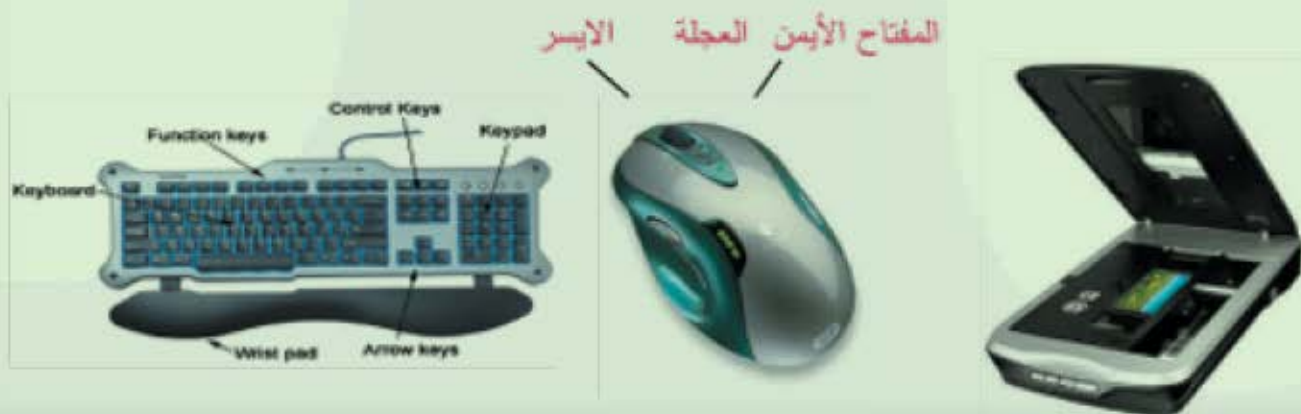 المفتاح الأيمن العجلة الايسر
Control Keys
Function keys
Keypad
Keyboard
Wrist pad
Arrow keys